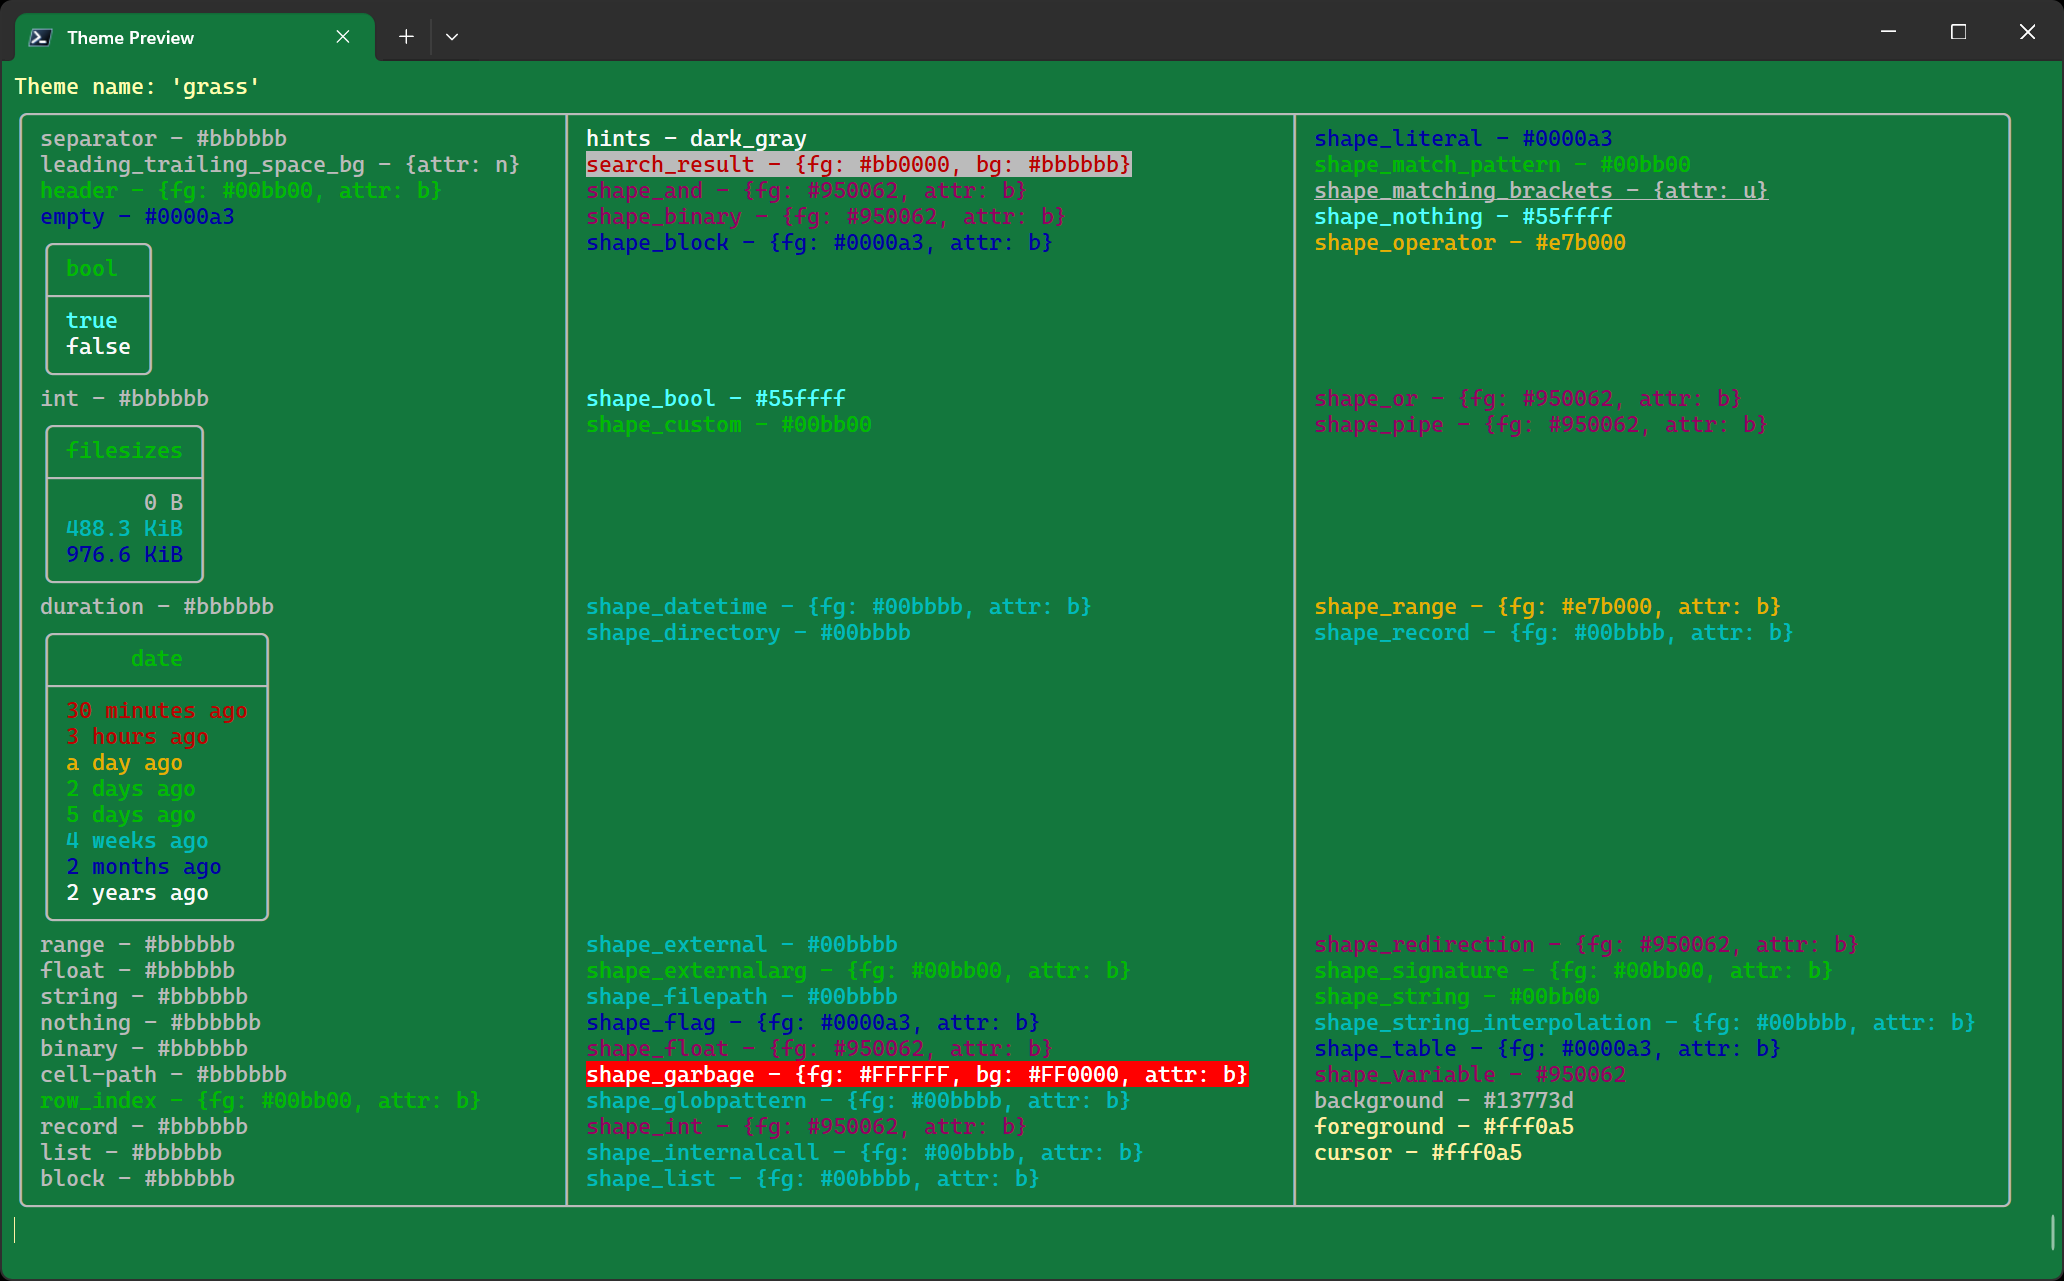 Theme Preview
Theme name: 'grass'
separator - #bbbbbb
leading_trailing_space_bg - {attr: n}
header - {fg: #00bb00, attr: b}
empty - #0000a3
bool
true
false
int - #bbbbbb
filesizes
0 B
488.3 KiB
976.6 KiB
duration - #bbbbbb
date
30 minutes ago
3 hours ago
a day ago
2 days ago
5 days ago
4 weeks ago
2 months ago
2 years ago
range - #bbbbbb
float - #bbbbbb
string - #bbbbbb
nothing - #bbbbbb
binary - #bbbbbb
cell-path - #bbbbbb
row_index - {fg: #00bb00, attr: b}
record - #bbbbbb
list - #bbbbbb
block - #bbbbbb
hints - dark_gray
search_result - {fg: #bb0000, bg: #bbbbbb}
shape_and - {fg: #950062, attr: b}
shape_binary - {fg: #950062, attr: b}
shape_block - {fg: #0000a3, attr: b}
shape_bool - #55ffff
shape_custom - #00bb00
shape_datetime - {fg: #00bbbb, attr: b}
shape_directory - #00bbbb
shape_external - #00bbbb
shape_externalarg - {fg: #00bb00, attr: b}
shape_filepath - #00bbbb
shape_flag - {fg: #0000a3, attr: b}
shape_float - {fg: #950062, attr: b}
shape_garbage - {fg: #FFFFFF, bg: #FF0000, attr: b}
shape_globpattern - {fg: #00bbbb, attr: b}
shape_int - {fg: #950062, attr: b}
shape_internalcall - {fg: #00bbbb, attr: b}
shape_list - {fg: #00bbbb, attr: b}
shape_literal - #0000a3
shape_match_pattern - #00bb00
shape_matching_brackets - {attr: u}
shape_nothing - #55ffff
shape_operator - #e7b000
shape_or - {fg: #950062, attr: b}
shape_pipe - {fg: #950062, attr: b}
shape_range - {fg: #e7b000, attr: b}
shape_record - {fg: #00bbbb, attr: b}
shape_redirection - {fg: #950062, attr: b}
shape_signature - {fg: #00bb00, attr: b}
shape_string - #00bb00
shape_string_interpolation - {fg: #00bbbb, attr: b}
shape_table - {fg: #0000a3, attr: b}
shape_variable - #950062
background - #13773d
foreground - #fff0a5
cursor - #fff0a5